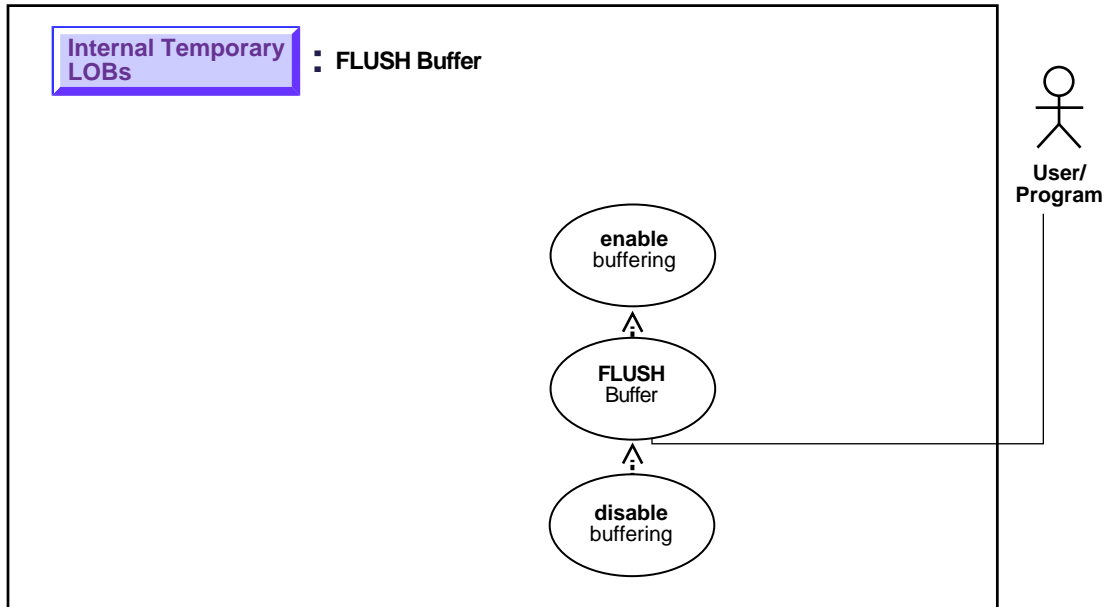 Internal Temporary
LOBs
: FLUSH Buffer
User/
Program
enable
buffering
FLUSH
Buffer
disable
buffering